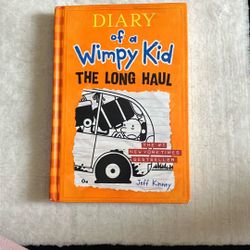 DIARY
of a
Wimpy Kid
THE LONG HAUL
THE #1
NEW YORK TIMES
BESTSELLER
Jeff Kinney